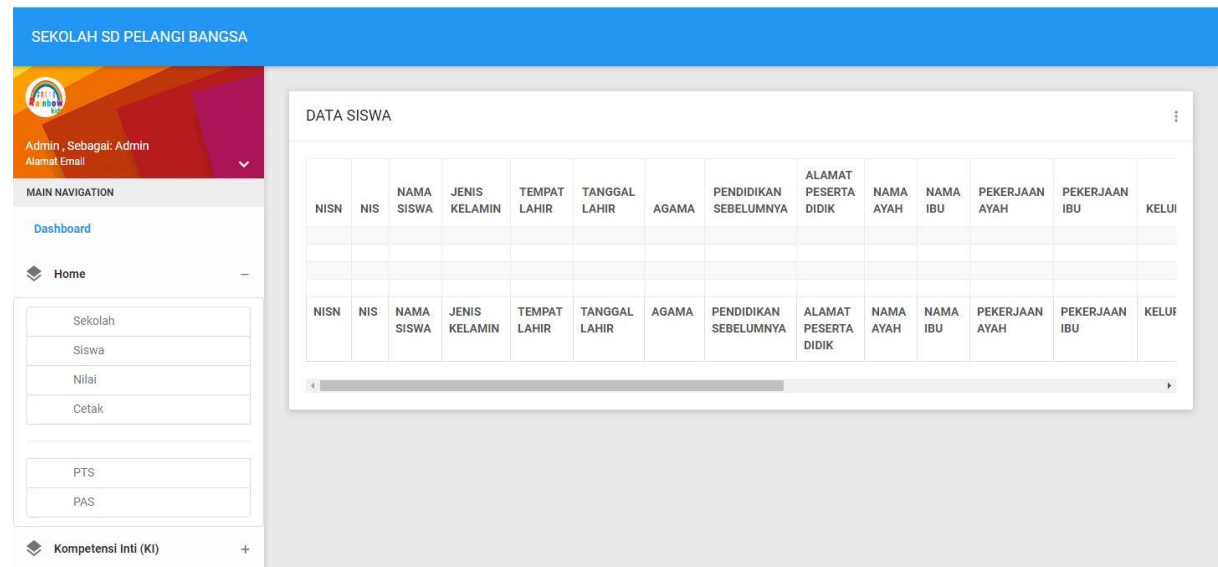 SEKOLAH SD PELANGI BANGSA
Rainbow
Admin , Sebagai: Admin
Alamat Email
MAIN NAVIGATION
Dashboard
Home
Sekolah
Siswa
Nilai
Cetak
PTS
PAS
Kompetensi Inti (KI)
DATA SISWA
NISN NIS NAMA SISWA JENIS KELAMIN TEMPAT LAHIR TANGGAL LAHIR AGAMA PENDIDIKAN SEBELUMNYA ALAMAT PESERTA DIDIK NAMA AYAH NAMA IBU PEKERJAAN AYAH PEKERJAAN IBU
NISN NIS NAMA SISWA JENIS KELAMIN TEMPAT LAHIR TANGGAL LAHIR AGAMA PENDIDIKAN SEBELUMNYA ALAMAT PESERTA DIDIK NAMA AYAH NAMA IBU PEKERJAAN AYAH PEKERJAAN IBU